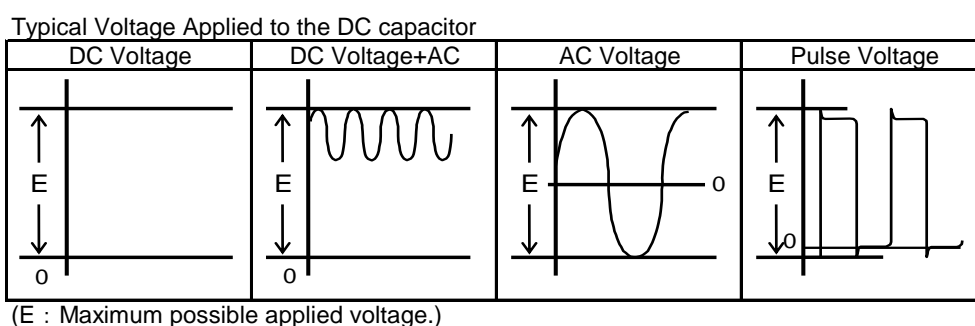 Typical Voltage Applied to the DC capacitor
DC Voltage DC Voltage+AC AC Voltage Pulse Voltage
E E E 0 E
0 0 0
(E：Maximum possible applied voltage.)